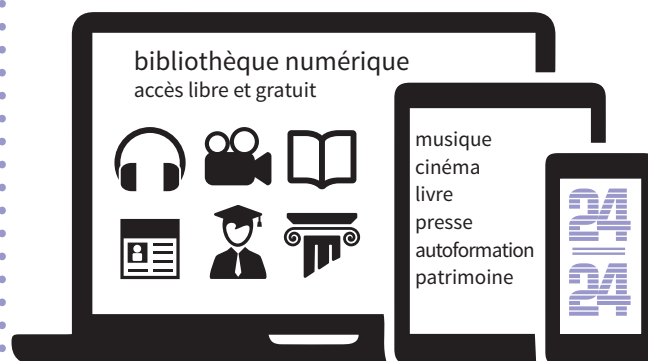 bibliothèque numérique
accès libre et gratuit
musique
cinéma
livre
presse
autoformation
patrimoine
24
24